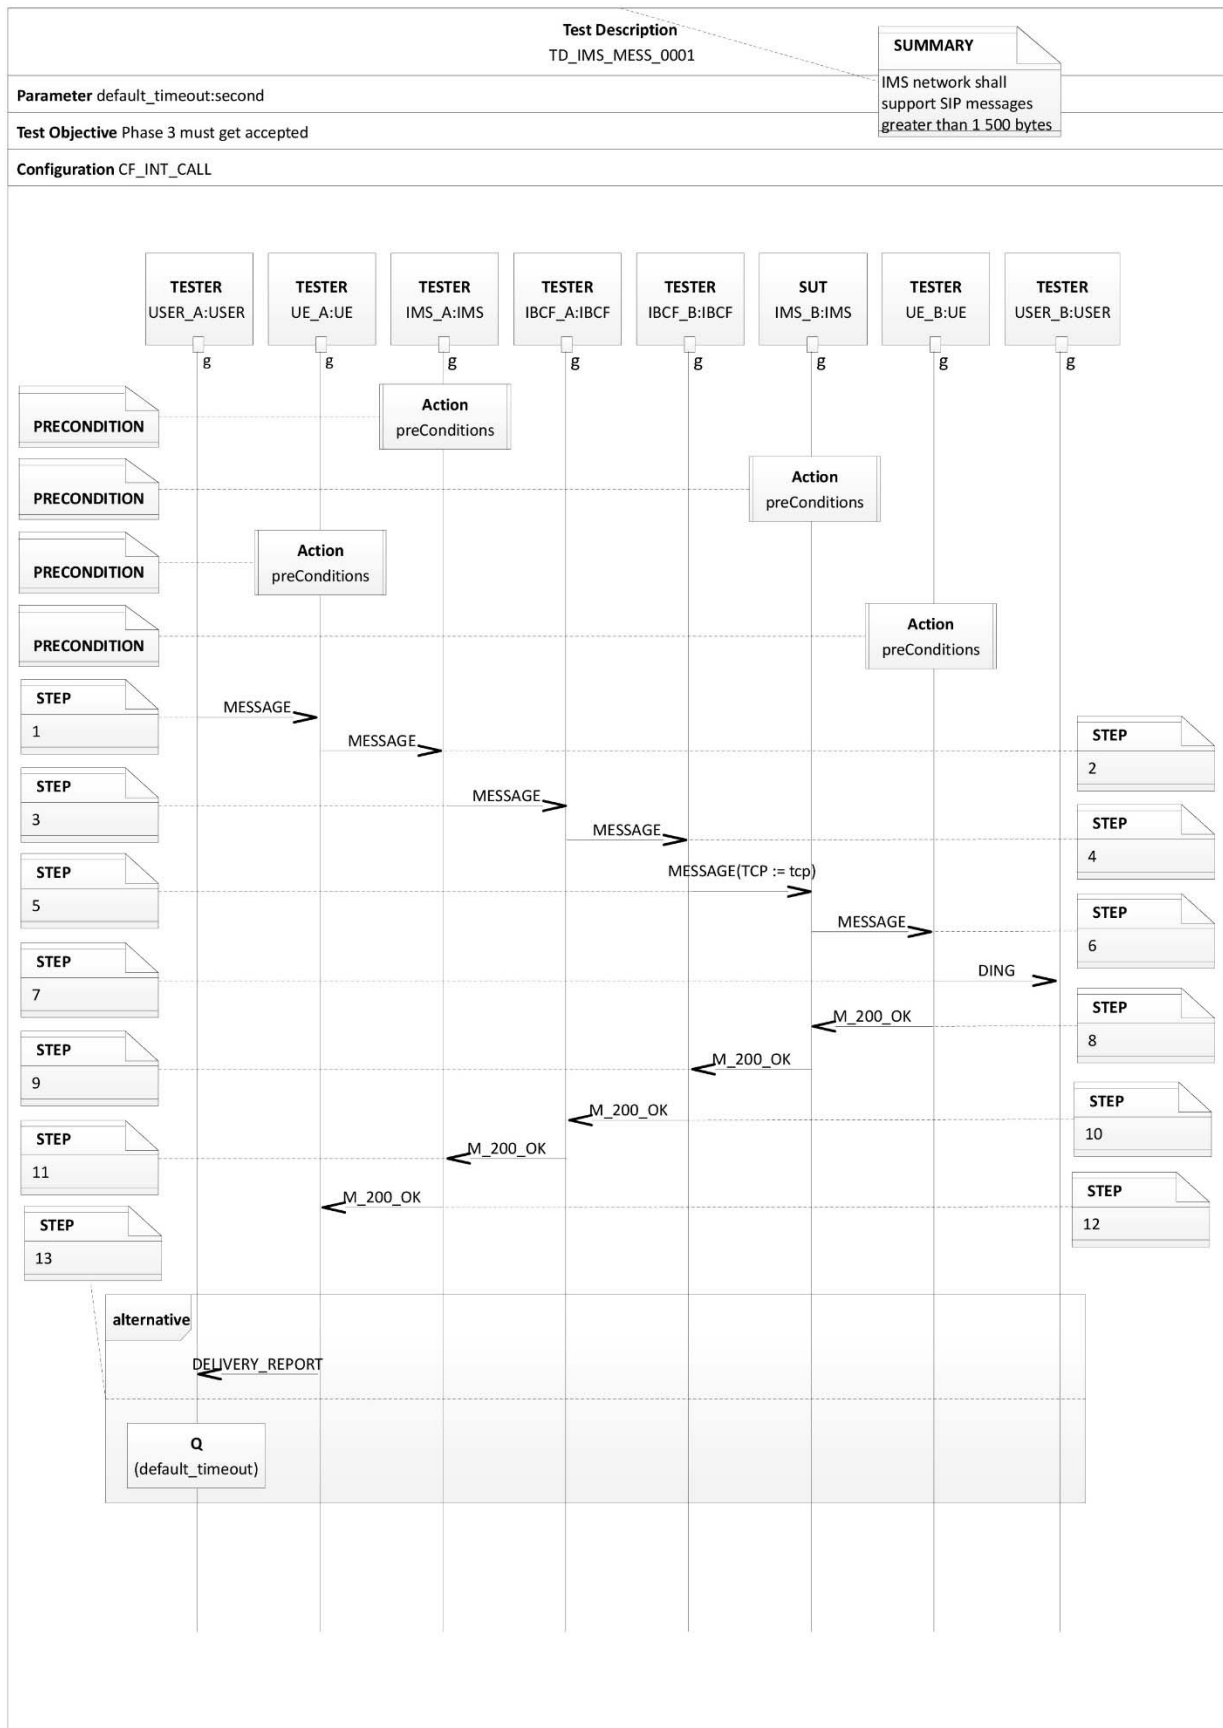 Test Description
TD_IMS_MESS_0001
SUMMARY
IMS network shall
support SIP messages
greater than 1 500 bytes
Parameter default_timeout:second
Test Objective Phase 3 must get accepted
Configuration CF_INT_CALL
TESTER
USER_A:USER
TESTER
UE_A:UE
TESTER
IMS_A:IMS
TESTER
IBCF_A:IBCF
TESTER
IBCF_B:IBCF
SUT
IMS_B:IMS
TESTER
UE_B:UE
TESTER
USER_B:USER
g
g
g
g
g
g
g
g
PRECONDITION
Action
preConditions
PRECONDITION
Action
preConditions
PRECONDITION
Action
preConditions
PRECONDITION
Action
preConditions
STEP
1
MESSAGE
MESSAGE
STEP
2
STEP
3
MESSAGE
MESSAGE
STEP
4
STEP
5
MESSAGE(TCP := tcp)
MESSAGE
STEP
6
STEP
7
DING
M_200_OK
STEP
8
STEP
9
M_200_OK
M_200_OK
STEP
10
STEP
11
M_200_OK
M_200_OK
STEP
12
STEP
13
alternative
DELIVERY_REPORT
Q
(default_timeout)